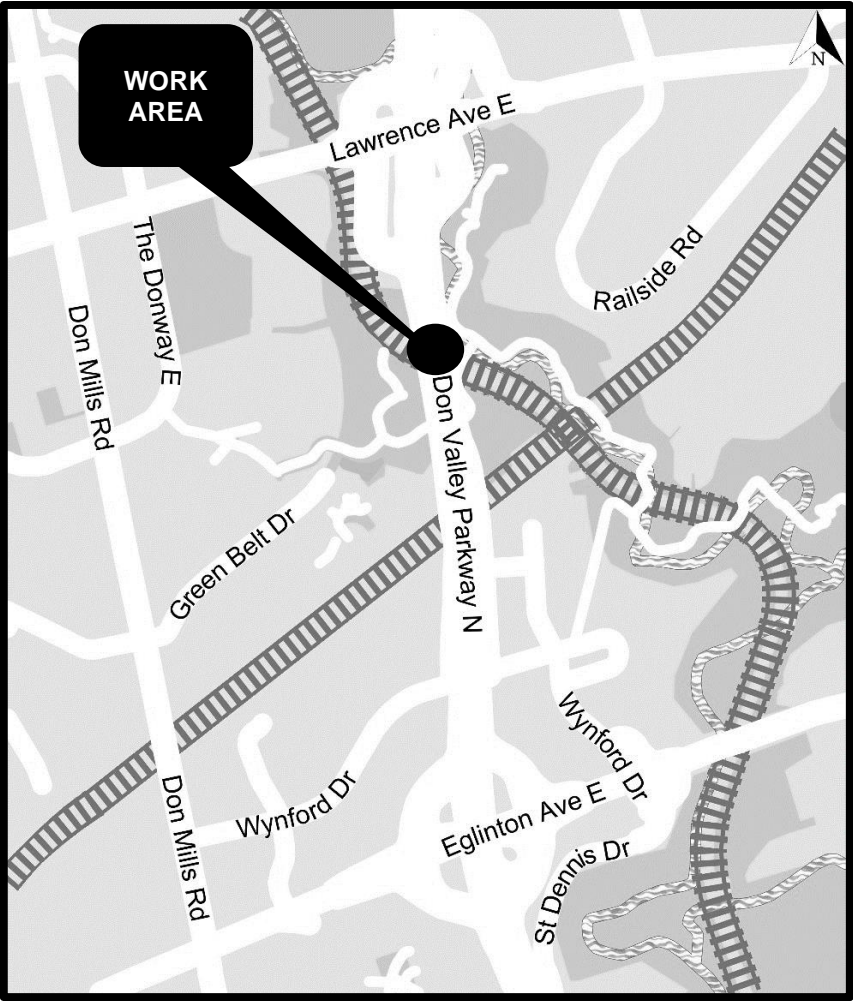 WORK
AREA
N
Lawrence Ave E
The Donway E
Railside Rd
Don Mills Rd
Don Valley Parkway N
Green Belt Dr
Wynford Dr
Wynford Dr
Don Mills Rd
Eglinton Ave E
St Dennis Dr